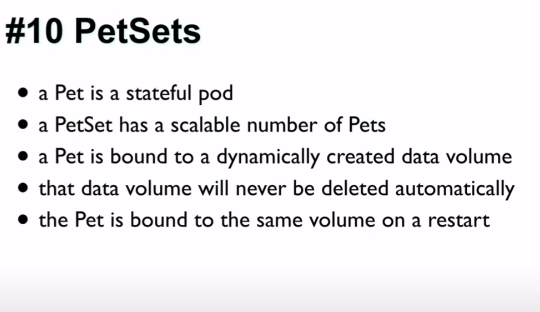 #10 PetSets
• a Pet is a stateful pod
• a PetSet has a scalable number of Pets
• a Pet is bound to a dynamically created data volume
• that data volume will never be deleted automatically
• the Pet is bound to the same volume on a restart